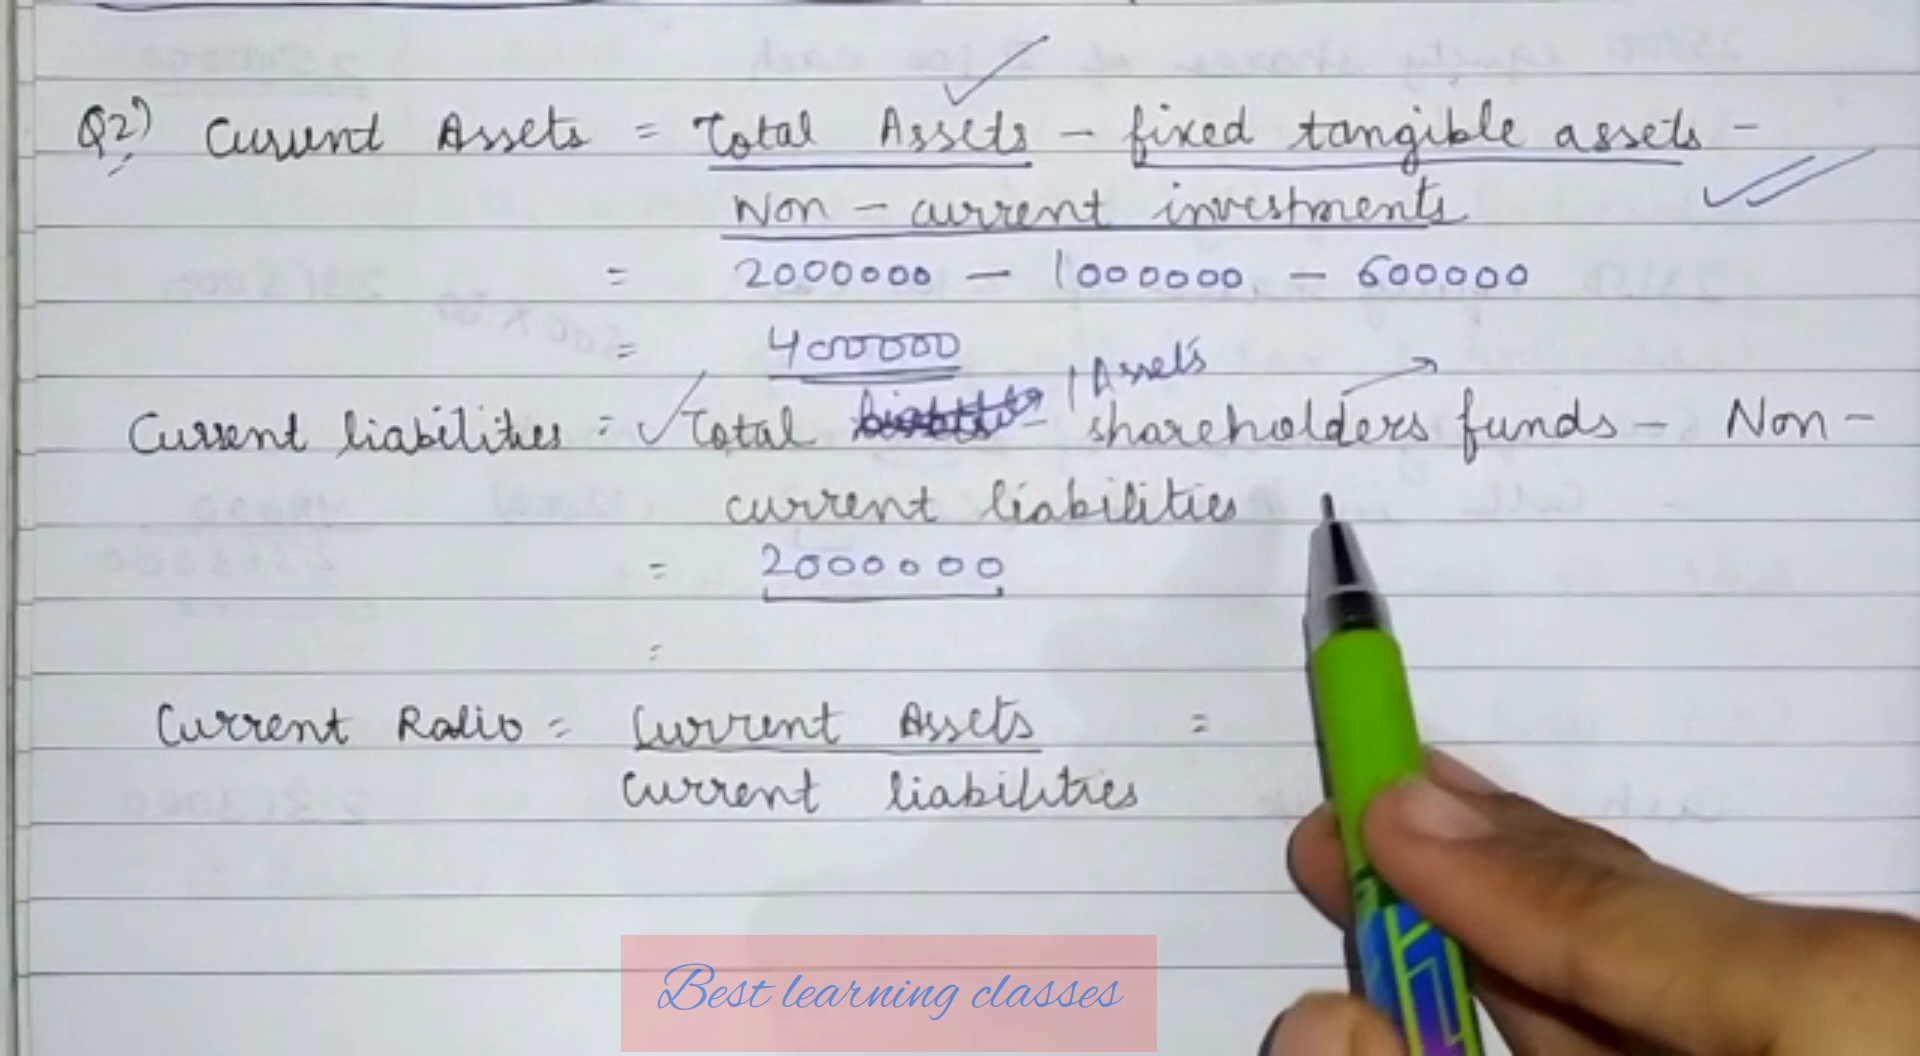 Q2) Current Assets = Total Assets - fixed tangible assets -
Non - current investments
= 2000000 - 1000000 - 600000
= 400000
Assets
Current liabilities = Total - shareholders funds - Non -
current liabilities
= 2000000
=
Current Ratio = Current Assets =
Current liabilities
Best learning classes